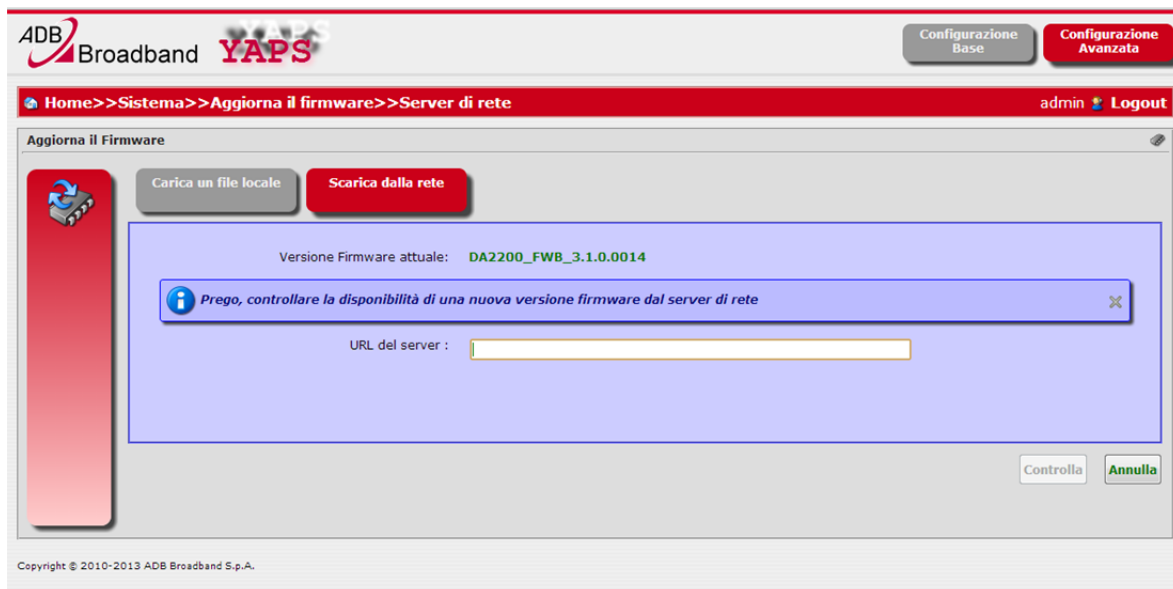 ADB
Broadband
YAPS
Configurazione
Base
Configurazione
Avanzata
Home>>Sistema>>Aggiorna il firmware>>Server di rete
admin Logout
Aggiorna il Firmware
Carica un file locale
Scarica dalla rete
Versione Firmware attuale: DA2200_FWB_3.1.0.0014
Prego, controllare la disponibilità di una nuova versione firmware dal server di rete
URL del server :
Controlla
Annulla
Copyright © 2010-2013 ADB Broadband S.p.A.